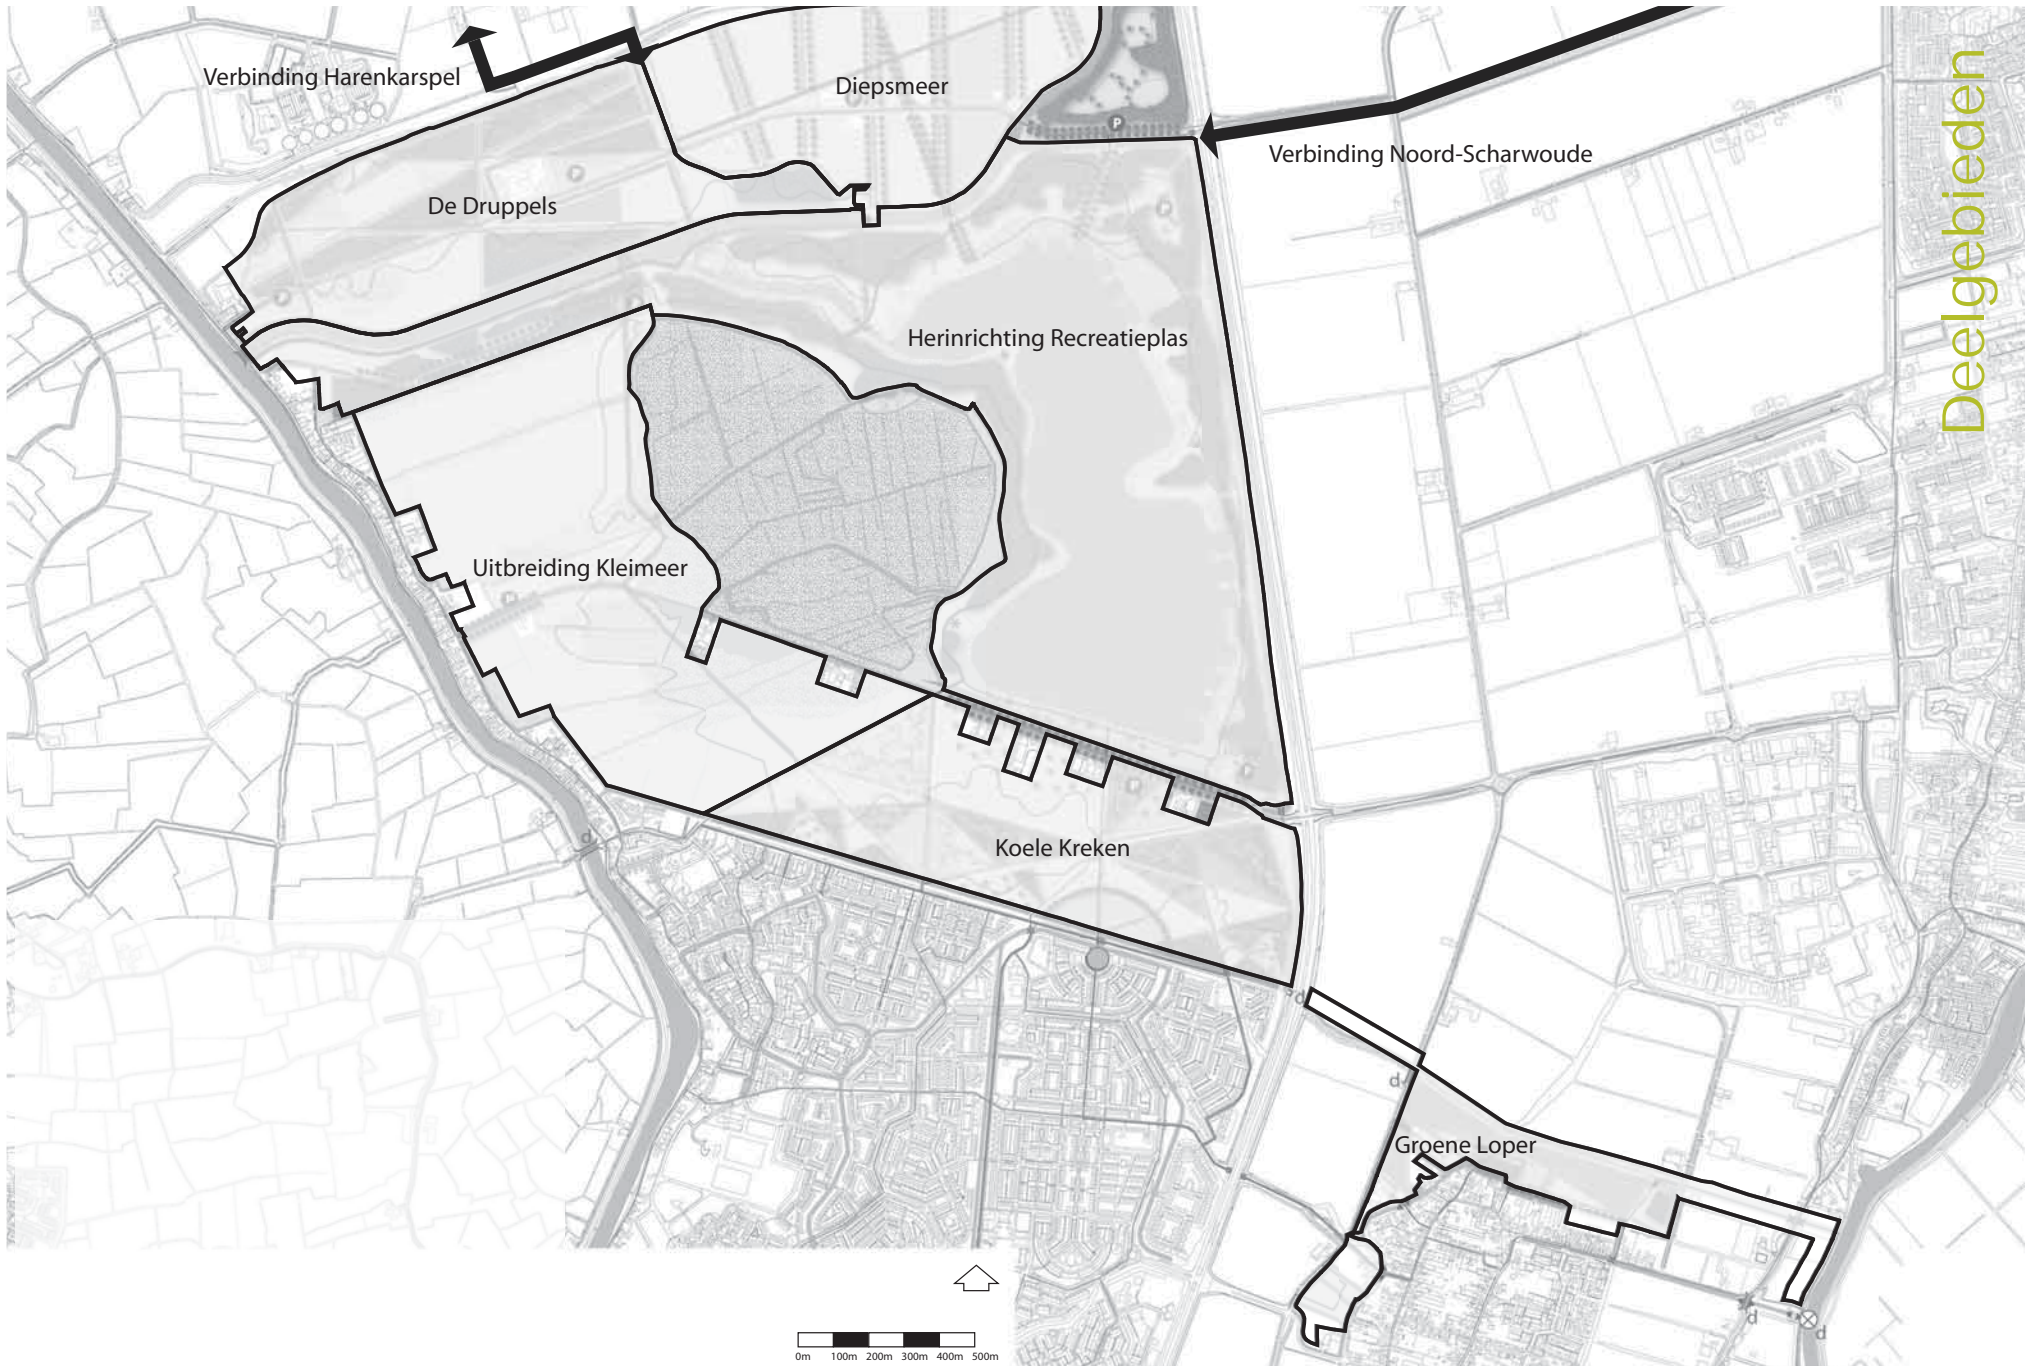 Deelgebieden
Verbinding Harenkarspel
Diepsmeer
P
Verbinding Noord-Scharwoude
De Druppels
P
P
P
P
Herinrichting Recreatieplas
Uitbreiding Kleimeer
P
P
P
Koele Kreken
d
d
d
Groene Loper
d
d
0m 100m 200m 300m 400m 500m